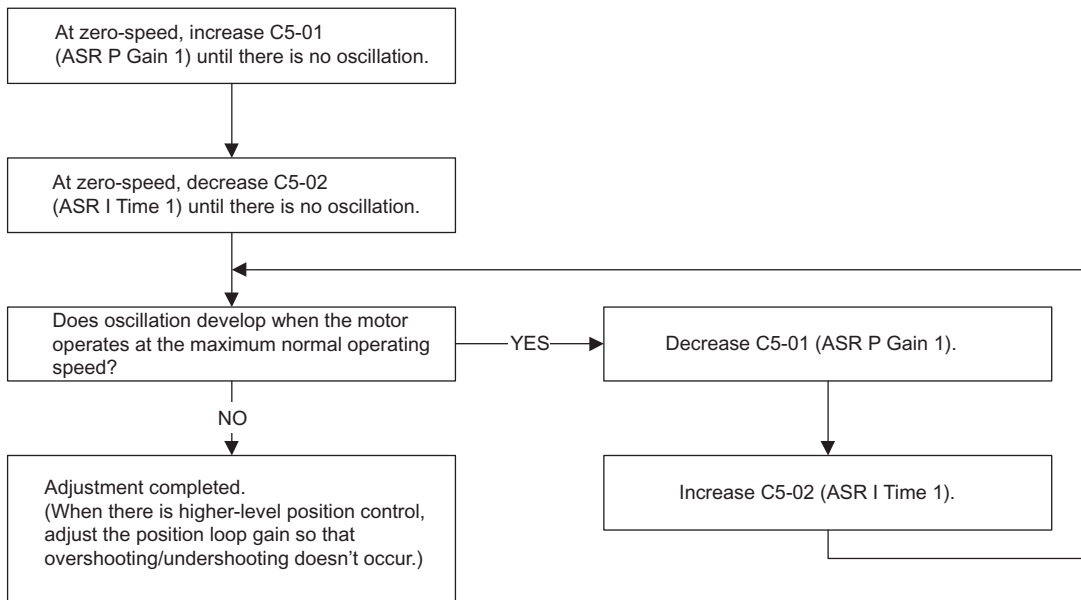 At zero-speed, increase C5-01
(ASR P Gain 1) until there is no oscillation.
At zero-speed, decrease C5-02
(ASR I Time 1) until there is no oscillation.
Does oscillation develop when the motor
operates at the maximum normal operating
speed?
YES
Decrease C5-01 (ASR P Gain 1).
NO
Adjustment completed.
(When there is higher-level position control,
adjust the position loop gain so that
overshooting/undershooting doesn’t occur.)
Increase C5-02 (ASR I Time 1).